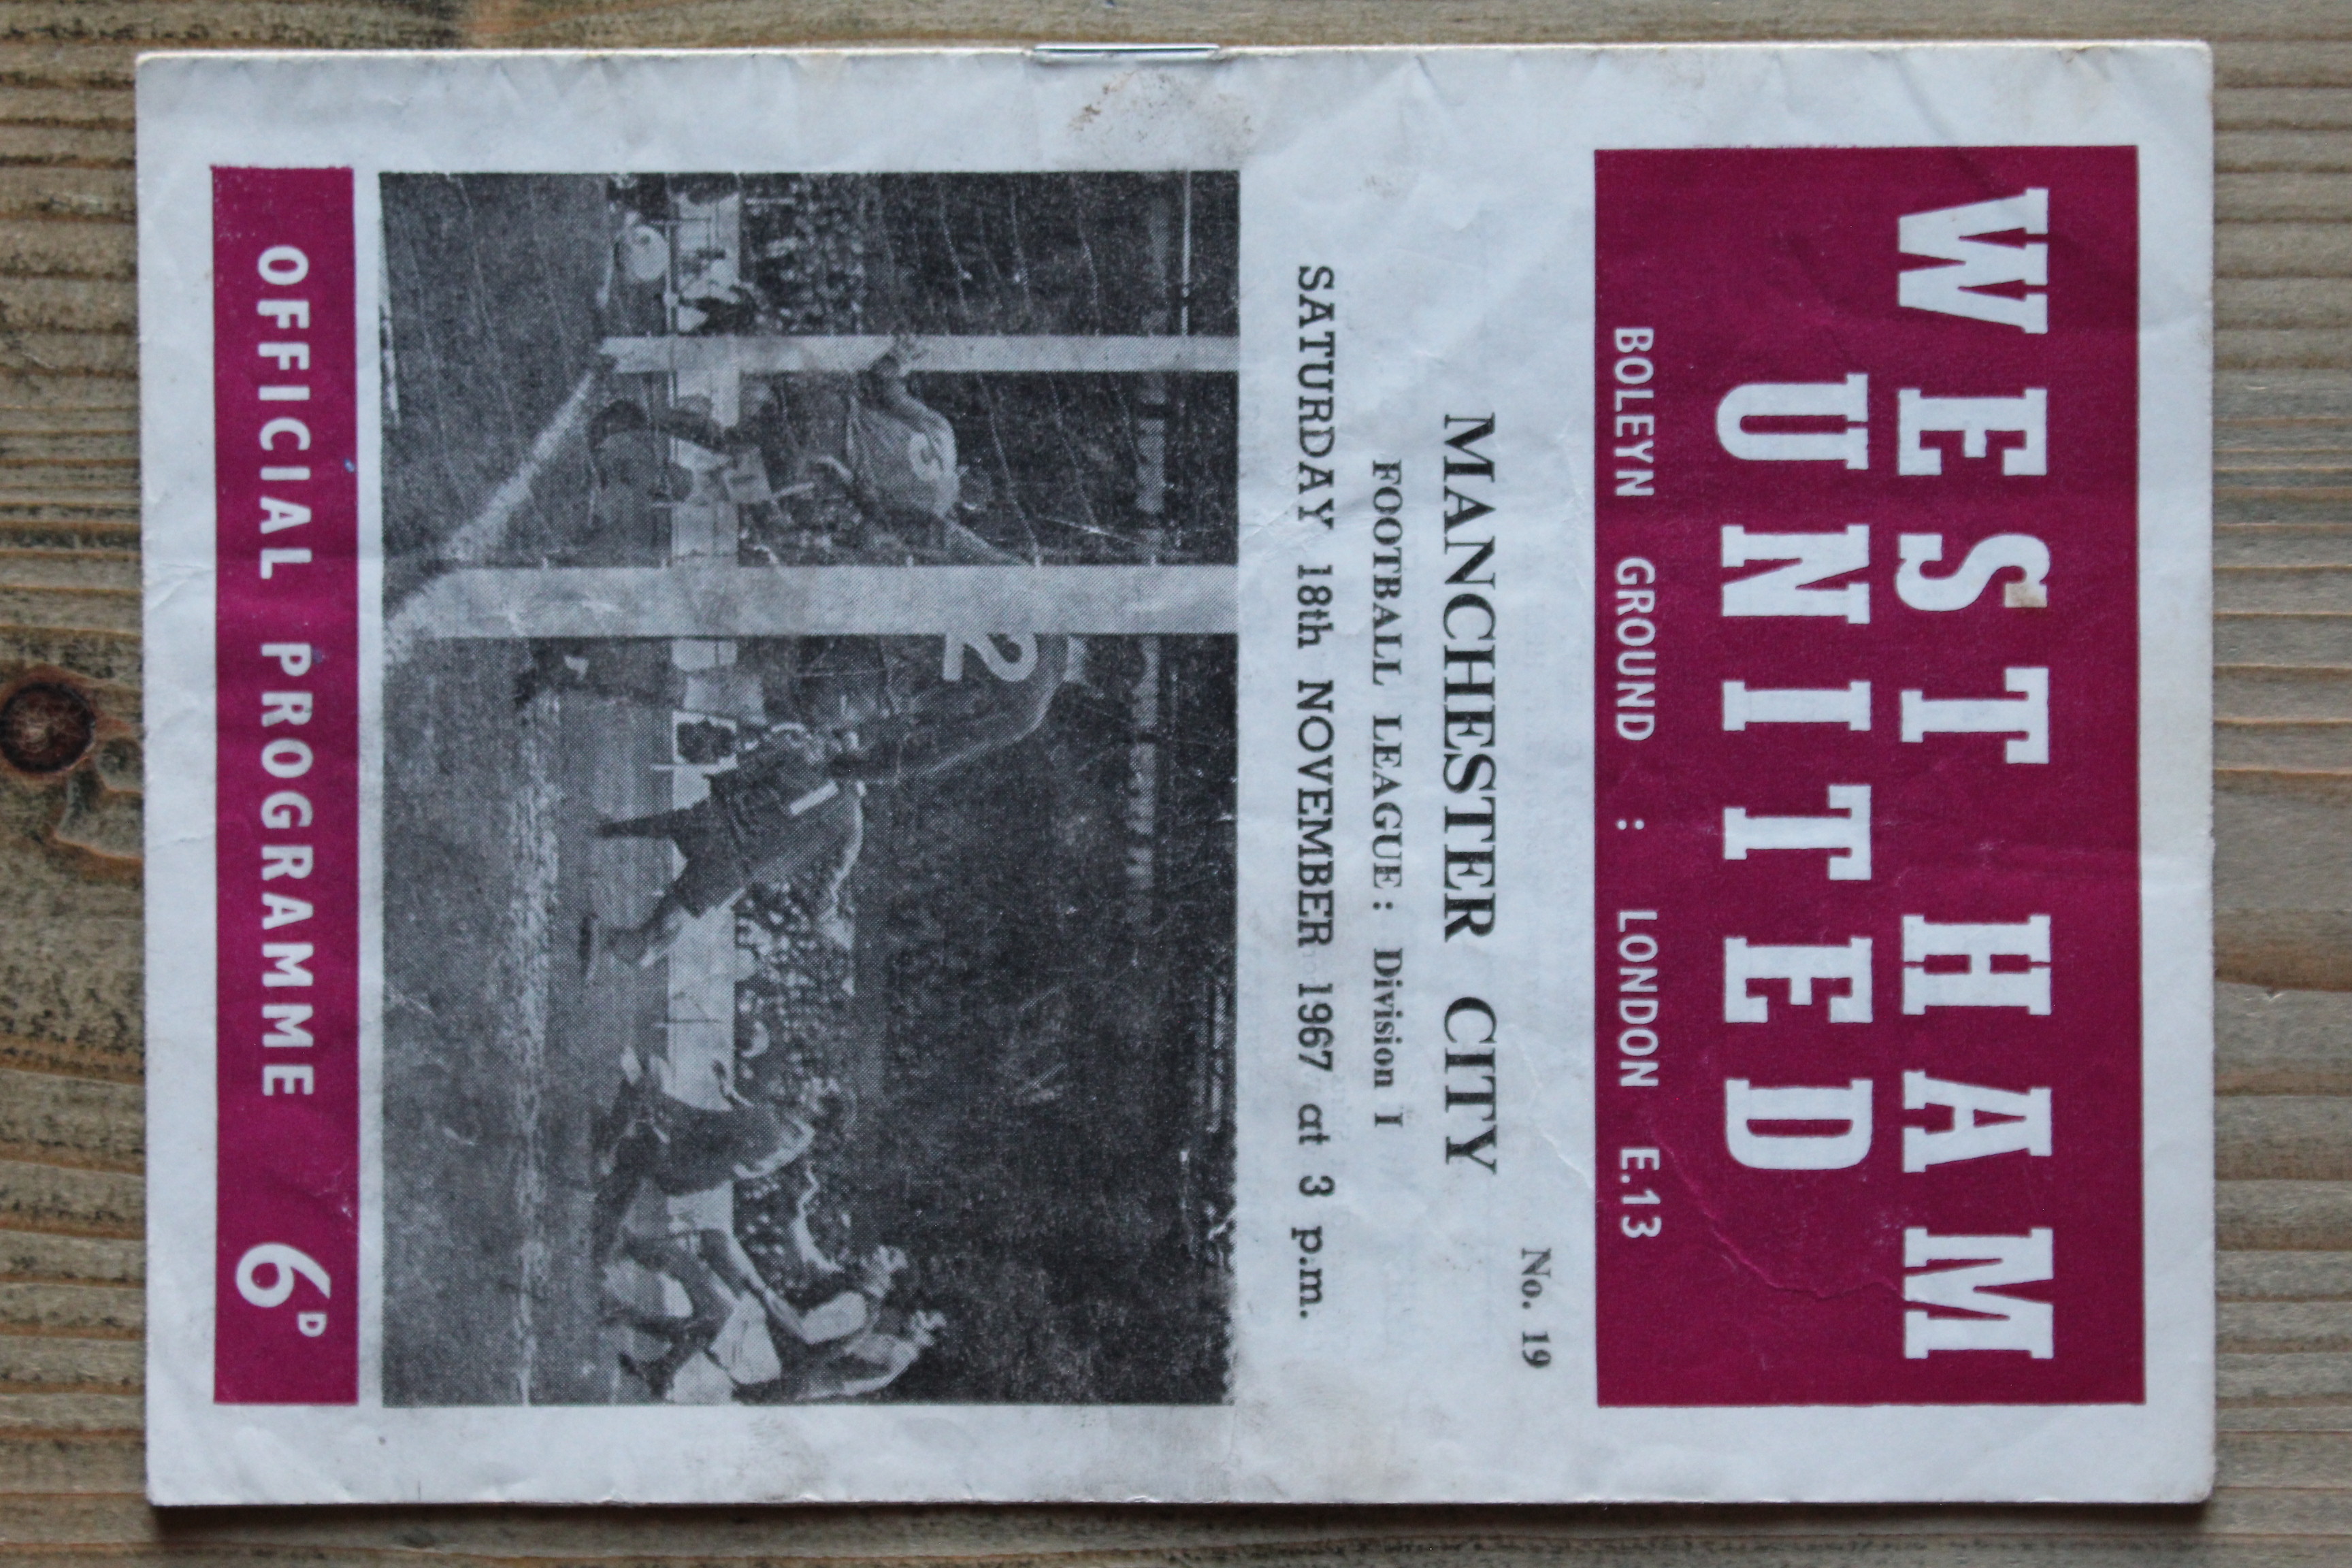 WEST HAM
UNITED
BOLEYN GROUND : LONDON E.13
No. 19
MANCHESTER CITY
FOOTBALL LEAGUE : Division I
SATURDAY 18th NOVEMBER 1967 at 3 p.m.
3
2
OFFICIAL PROGRAMME 6D